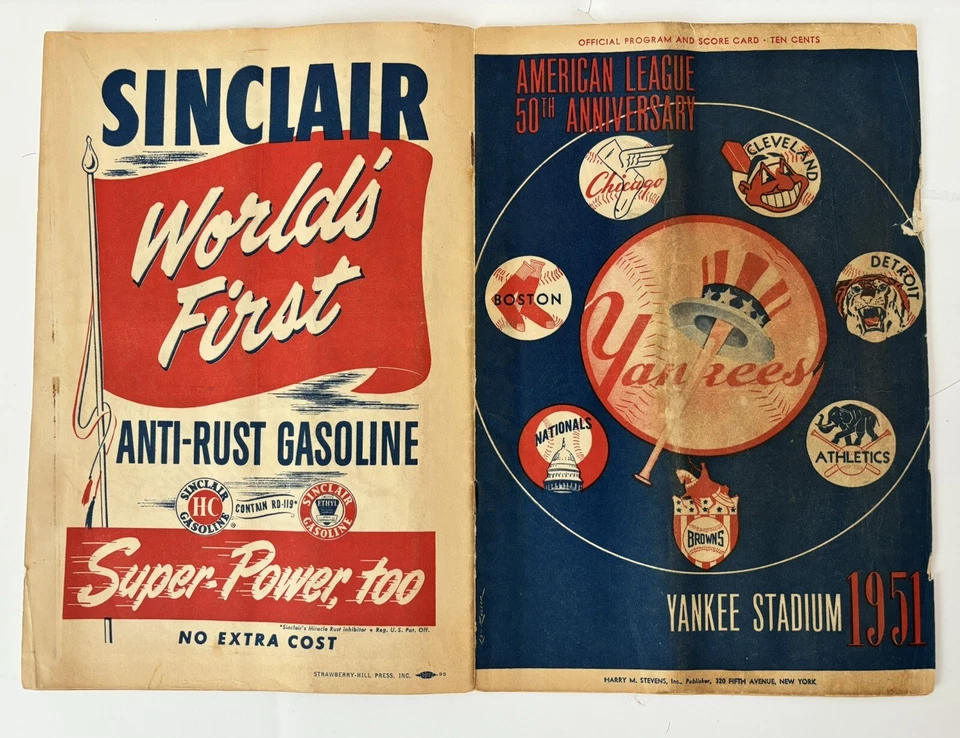 SINCLAIR
World's
First
ANTI-RUST GASOLINE
SINCLAIR
HC
GASOLINE
®
CONTAIN RD-119*
SINCLAIR
ETHYL
GASOLINE
Super-Power, too
*Sinclair's Miracle Rust Inhibitor • Reg. U.S. Pat. Off.
NO EXTRA COST
STRAWBERRY-HILL PRESS, INC.
95
OFFICIAL PROGRAM AND SCORE CARD • TEN CENTS
AMERICAN LEAGUE
50TH ANNIVERSARY
Chicago
CLEVELAND
BOSTON
DETROIT
Yankees
NATIONALS
ATHLETICS
BROWNS
YANKEE STADIUM 1951
HARRY M. STEVENS, Inc., Publisher, 320 FIFTH AVENUE, NEW YORK